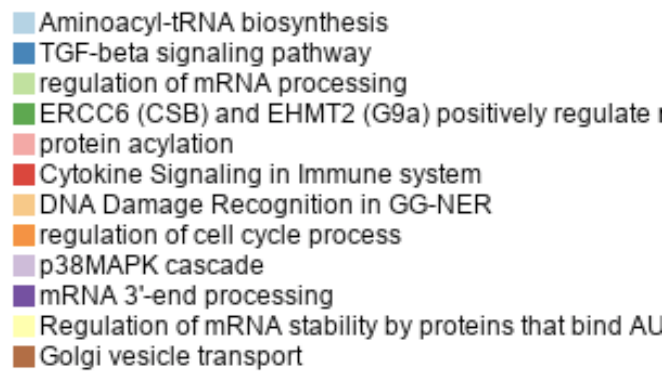 Aminoacyl-tRNA biosynthesis
TGF-beta signaling pathway
regulation of mRNA processing
ERCC6 (CSB) and EHMT2 (G9a) positively regulate
protein acylation
Cytokine Signaling in Immune system
DNA Damage Recognition in GG-NER
regulation of cell cycle process
p38MAPK cascade
mRNA 3'-end processing
Regulation of mRNA stability by proteins that bind AU
Golgi vesicle transport